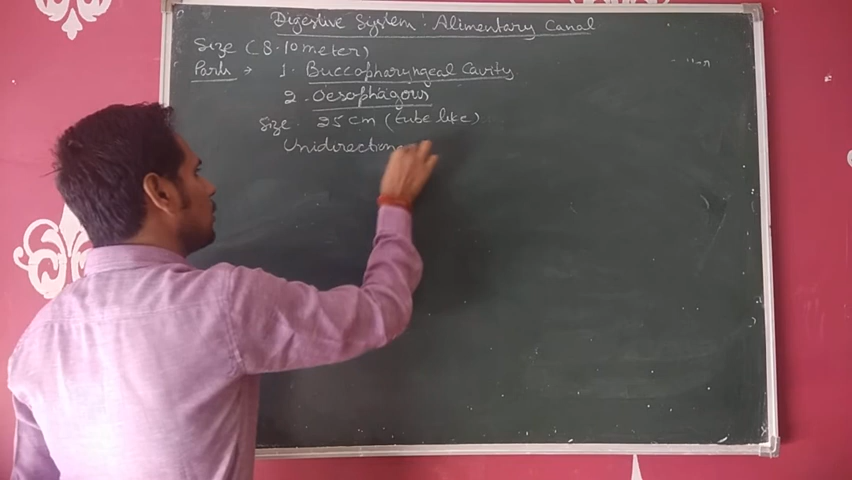 Digestive System : Alimentary Canal
Size (8-10 meter)
Parts → 1. Buccopharyngeal Cavity
2. Oesophagous
Size. 25 cm (tube like)
Unidirection